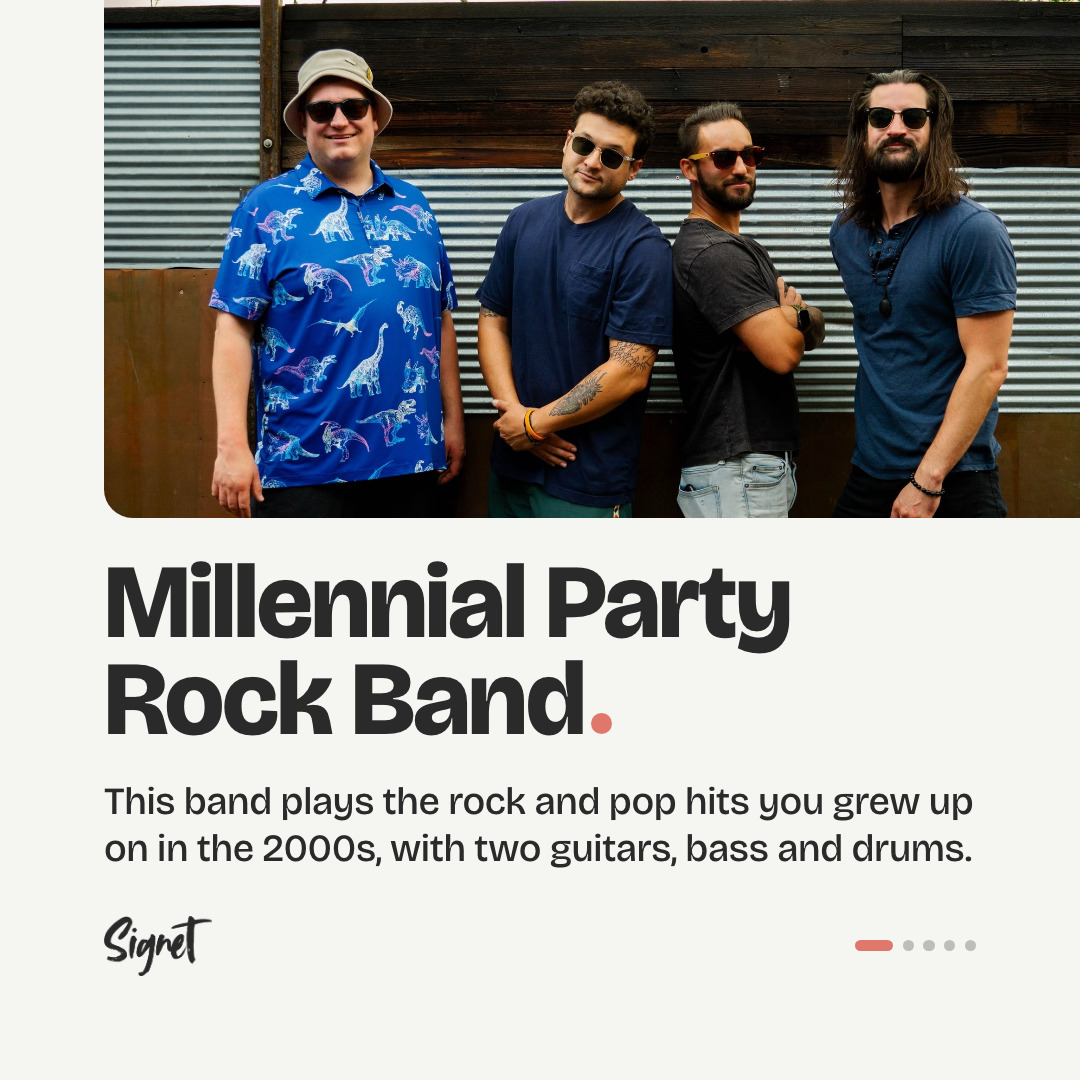 Millennial Party
Rock Band.
This band plays the rock and pop hits you grew up
on in the 2000s, with two guitars, bass and drums.
Signet